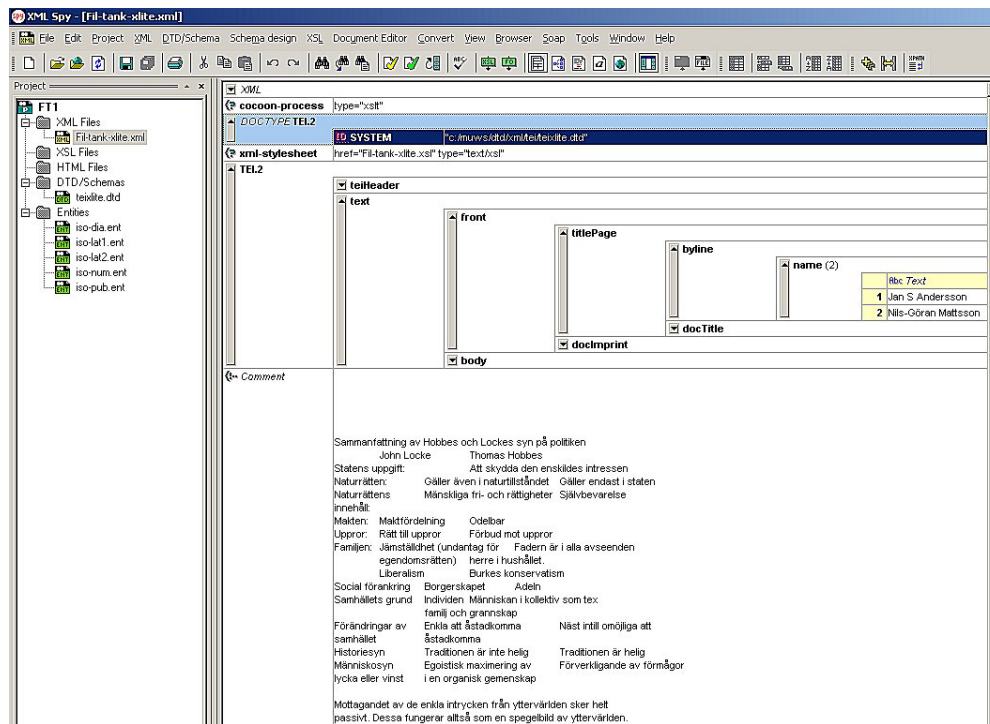 XML Spy - [Fil-tank-xlite.xml]
File Edit Project XML DTD/Schema Schema design XSL Document Editor Convert View Browser Soap Tools Window Help
Project
FT1
XML Files
Fil-tank-xlite.xml
XSL Files
HTML Files
DTD/Schemas
teixlite.dtd
Entities
iso-dia.ent
iso-lat1.ent
iso-lat2.ent
iso-num.ent
iso-pub.ent
XML
cocoon-process type="xslt"
DOCTYPE TEI.2
SYSTEM "c:/muws/dtd/xml/tei/teixlite.dtd"
xml-stylesheet href="Fil-tank-xlite.xsl" type="text/xsl"
TEI.2
teiHeader
text
front
titlePage
byline
name (2)
Abc Text
1 Jan S Andersson
2 Nils-Göran Mattsson
docTitle
docImprint
body
Comment
Sammanfattning av Hobbes och Lockes syn på politiken
John Locke Thomas Hobbes
Statens uppgift: Att skydda den enskildes intressen
Naturrätten: Gäller även i naturtillståndet Gäller endast i staten
Naturrättens Mänskliga fri- och rättigheter Självbevarelse
innehåll:
Makten: Maktfördelning Odelbar
Uppror: Rätt till uppror Förbud mot uppror
Familjen: Jämställdhet (undantag för Fadern är i alla avseenden
egendomsrätten) herre i hushållet.
Liberalism Burkes konservatism
Social förankring Borgerskapet Adeln
Samhällets grund Individen Människan i kollektiv som tex
familj och grannskap
Förändringar av Enkla att åstadkomma Näst intill omöjliga att
samhället åstadkomma
Historiesyn Traditionen är inte helig Traditionen är helig
Människosyn Egoistisk maximering av Förverkligande av förmågor
lycka eller vinst i en organisk gemenskap
Mottagandet av de enkla intrycken från yttervärlden sker helt
passivt. Dessa fungerar alltså som en spegelbild av yttervärlden.